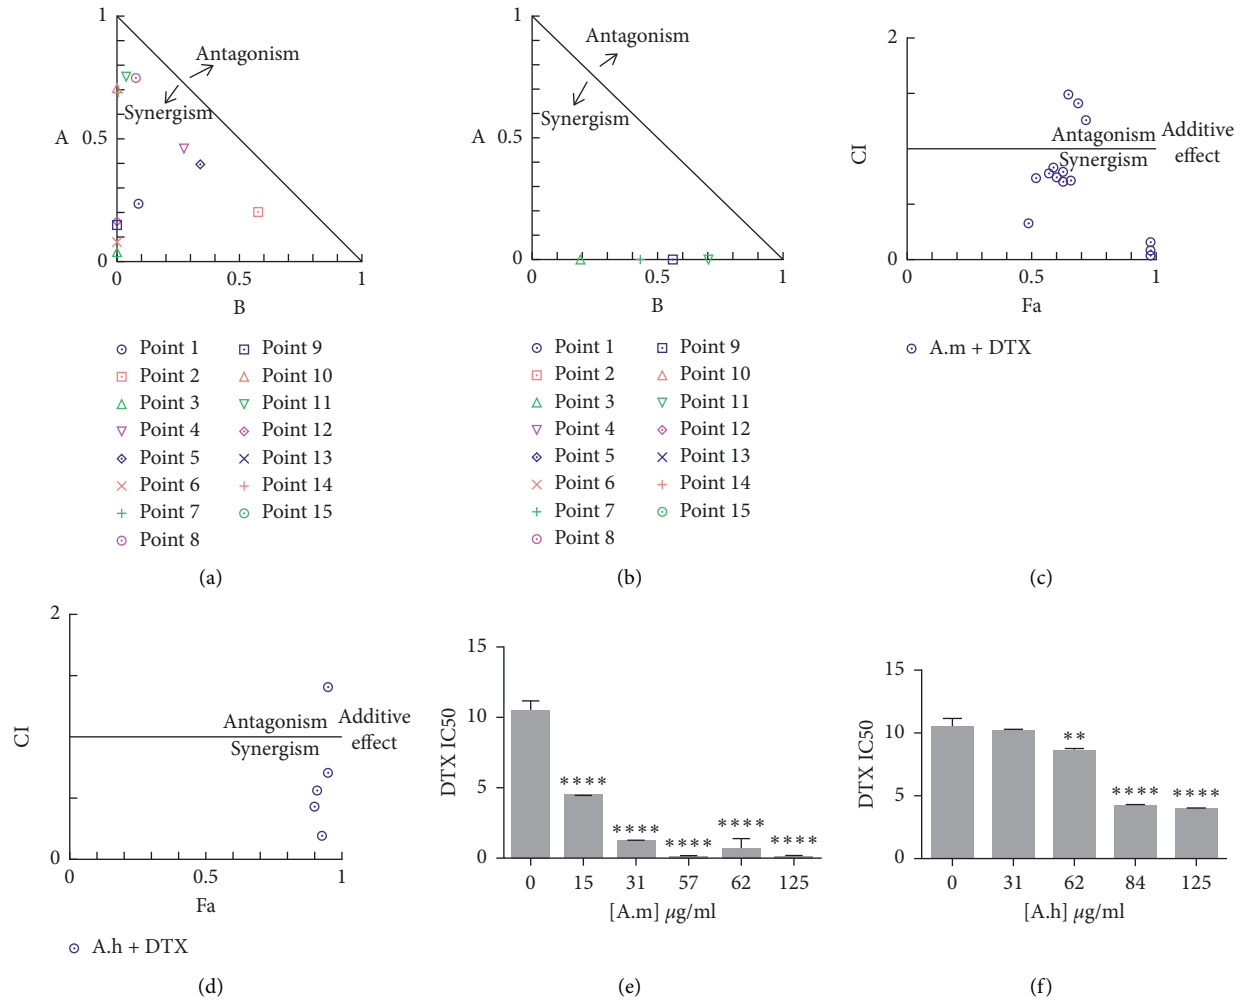 1
Antagonism
Synergism
A
0.5
0
0
0.5
1
B
Point 1
Point 2
Point 3
Point 4
Point 5
Point 6
Point 7
Point 8
Point 9
Point 10
Point 11
Point 12
Point 13
Point 14
Point 15
(a)
1
Antagonism
Synergism
A
0.5
0
0
0.5
1
B
Point 1
Point 2
Point 3
Point 4
Point 5
Point 6
Point 7
Point 8
Point 9
Point 10
Point 11
Point 12
Point 13
Point 14
Point 15
(b)
2
CI
1
0
Antagonism
Synergism
Additive
effect
0
0.5
1
Fa
A.m + DTX
(c)
2
CI
1
0
Antagonism
Synergism
Additive
effect
0
0.5
1
Fa
A.h + DTX
(d)
15
10
5
0
DTX IC50
****
****
****
****
****
0
15
31
57
62
125
[A.m] μg/ml
(e)
15
10
5
0
DTX IC50
**
****
****
0
31
62
84
125
[A.h] μg/ml
(f)